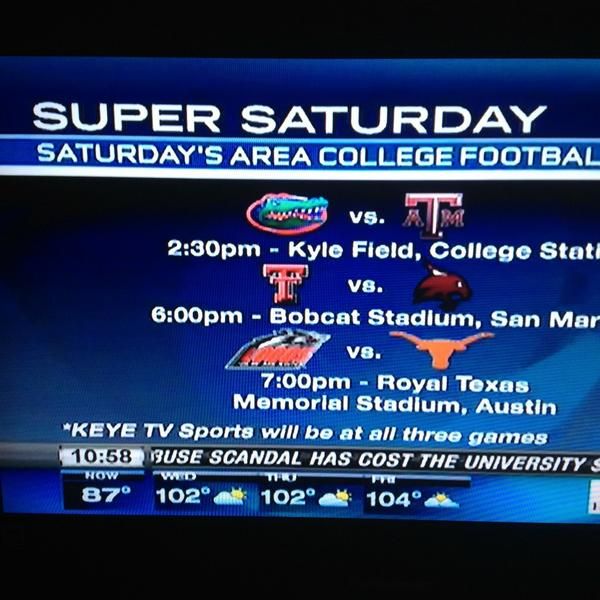 SUPER SATURDAY
SATURDAY'S AREA COLLEGE FOOTBAL
vs.
ATM
2:30pm - Kyle Field, College Stati
T
vs.
6:00pm - Bobcat Stadium, San Mar
vs.
7:00pm - Royal Texas
Memorial Stadium, Austin
*KEYE TV Sports will be at all three games
10:58 BUSE SCANDAL HAS COST THE UNIVERSITY $
NOW WED THU FRI
87° 102° 102° 104°